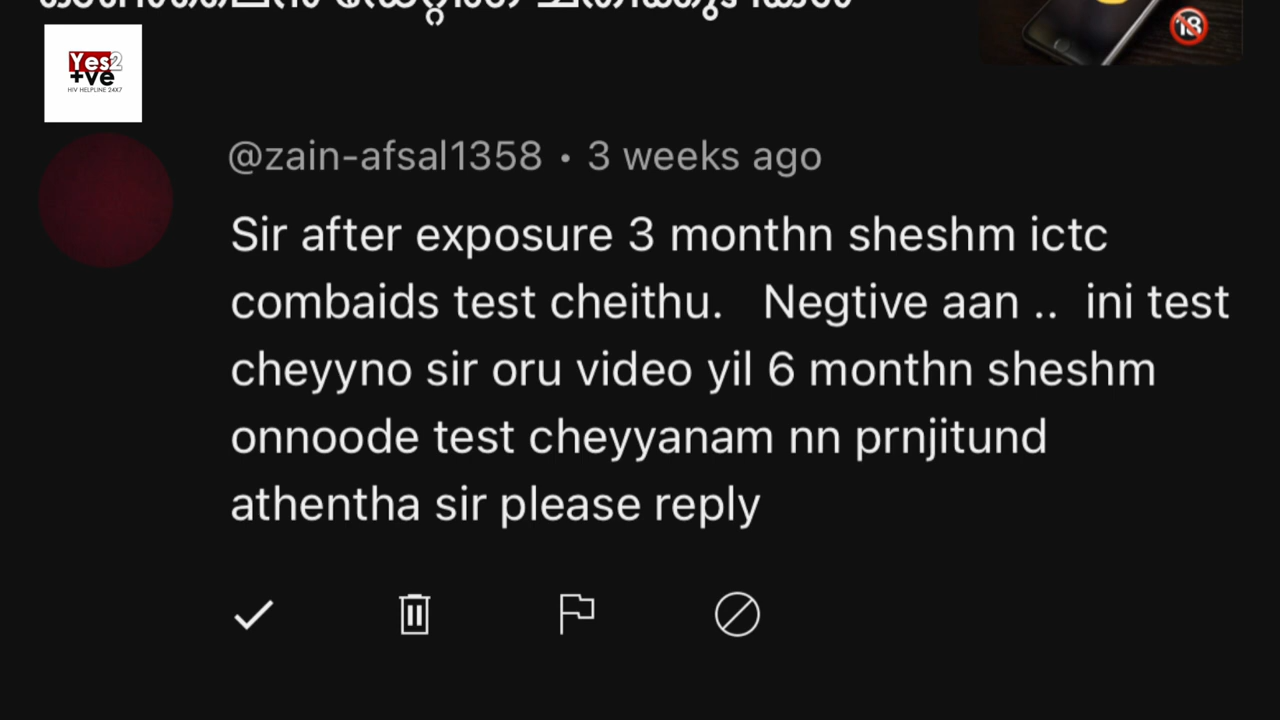 Yes2
+ve
HIV HELPLINE 24X7
18
@zain-afsal1358 • 3 weeks ago
Sir after exposure 3 monthn sheshm ictc
combaids test cheithu. Negtive aan .. ini test
cheyyno sir oru video yil 6 monthn sheshm
onnoode test cheyyanam nn prnjitund
athentha sir please reply